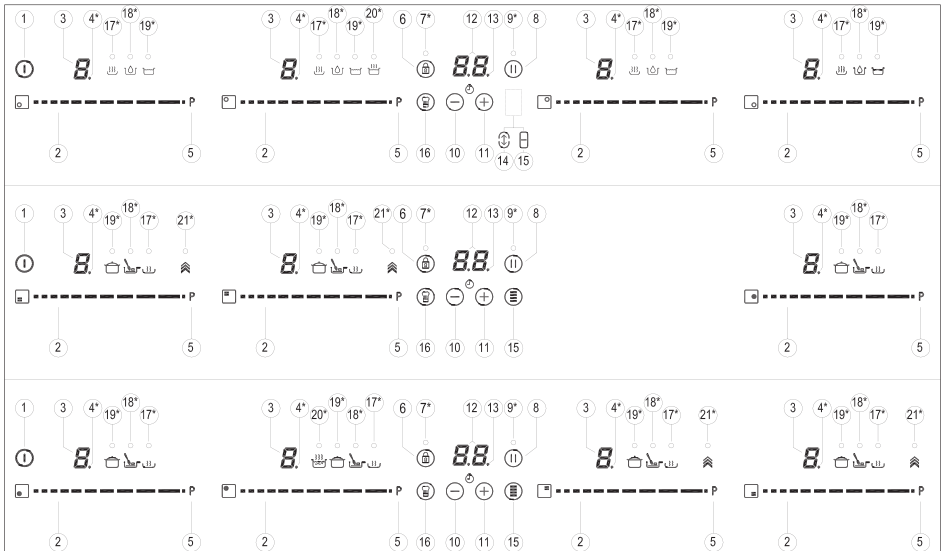 18* 18* 20* 18* 18*
1 3 4* 17* 19* 3 4* 17* 19* 6 7* 12 13 9* 8 3 4* 17* 19* 3 4* 17* 19*
8. 8. 8.8. 8. 8.
P P P P
2 5 2 5 16 10 11 14 15 2 5 2 5
1 3 4* 19* 18* 17* 21* 3 4* 19* 18* 17* 21* 6 7* 12 13 9* 8 3 4* 19* 18* 17*
8. 8. 8.8. 8.
P P P
2 5 2 5 16 10 11 15 2 5
1 3 4* 19* 18* 17* 3 4* 20* 19* 18* 17* 6 7* 12 13 9* 8 3 4* 19* 18* 17* 21* 3 4* 19* 18* 17* 21*
8. 8. 8.8. 8. 8.
P P P P
2 5 2 5 16 10 11 15 2 5 2 5